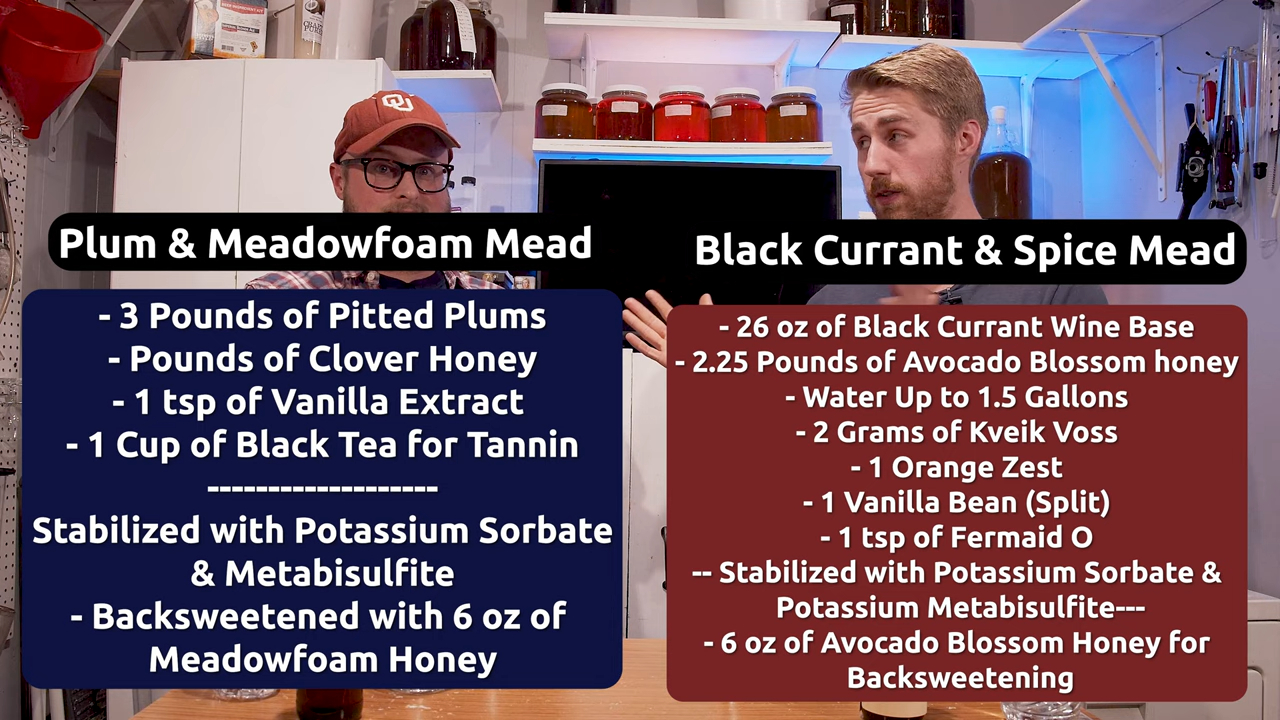 OU
Plum & Meadowfoam Mead
- 3 Pounds of Pitted Plums
- Pounds of Clover Honey
- 1 tsp of Vanilla Extract
- 1 Cup of Black Tea for Tannin
-------------------
Stabilized with Potassium Sorbate
& Metabisulfite
- Backsweetened with 6 oz of
Meadowfoam Honey
Black Currant & Spice Mead
- 26 oz of Black Currant Wine Base
- 2.25 Pounds of Avocado Blossom honey
- Water Up to 1.5 Gallons
- 2 Grams of Kveik Voss
- 1 Orange Zest
- 1 Vanilla Bean (Split)
- 1 tsp of Fermaid O
-- Stabilized with Potassium Sorbate &
Potassium Metabisulfite---
- 6 oz of Avocado Blossom Honey for
Backsweetening